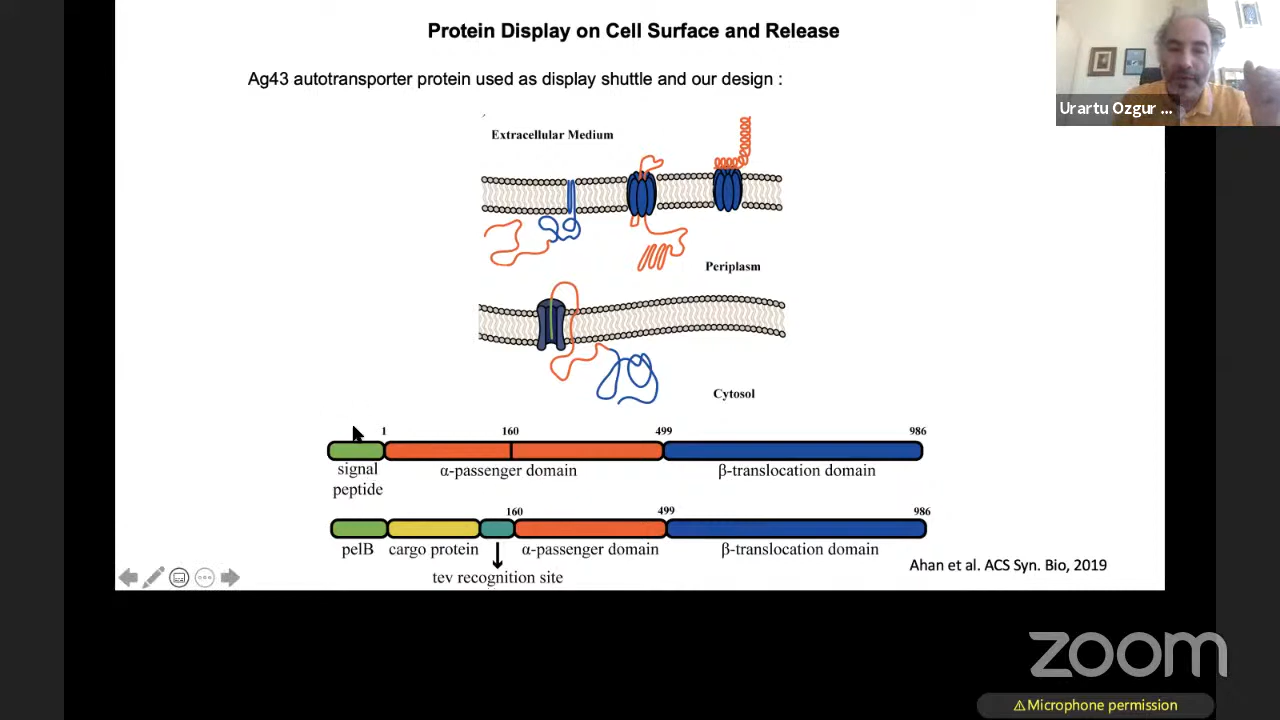 Protein Display on Cell Surface and Release
Ag43 autotransporter protein used as display shuttle and our design :
Urartu Ozgur ...
Extracellular Medium
Periplasm
Cytosol
1 160 499 986
signal peptide
α-passenger domain
β-translocation domain
160 499 986
pelB cargo protein α-passenger domain β-translocation domain
tev recognition site
Ahan et al. ACS Syn. Bio, 2019
zoom
⚠Microphone permission